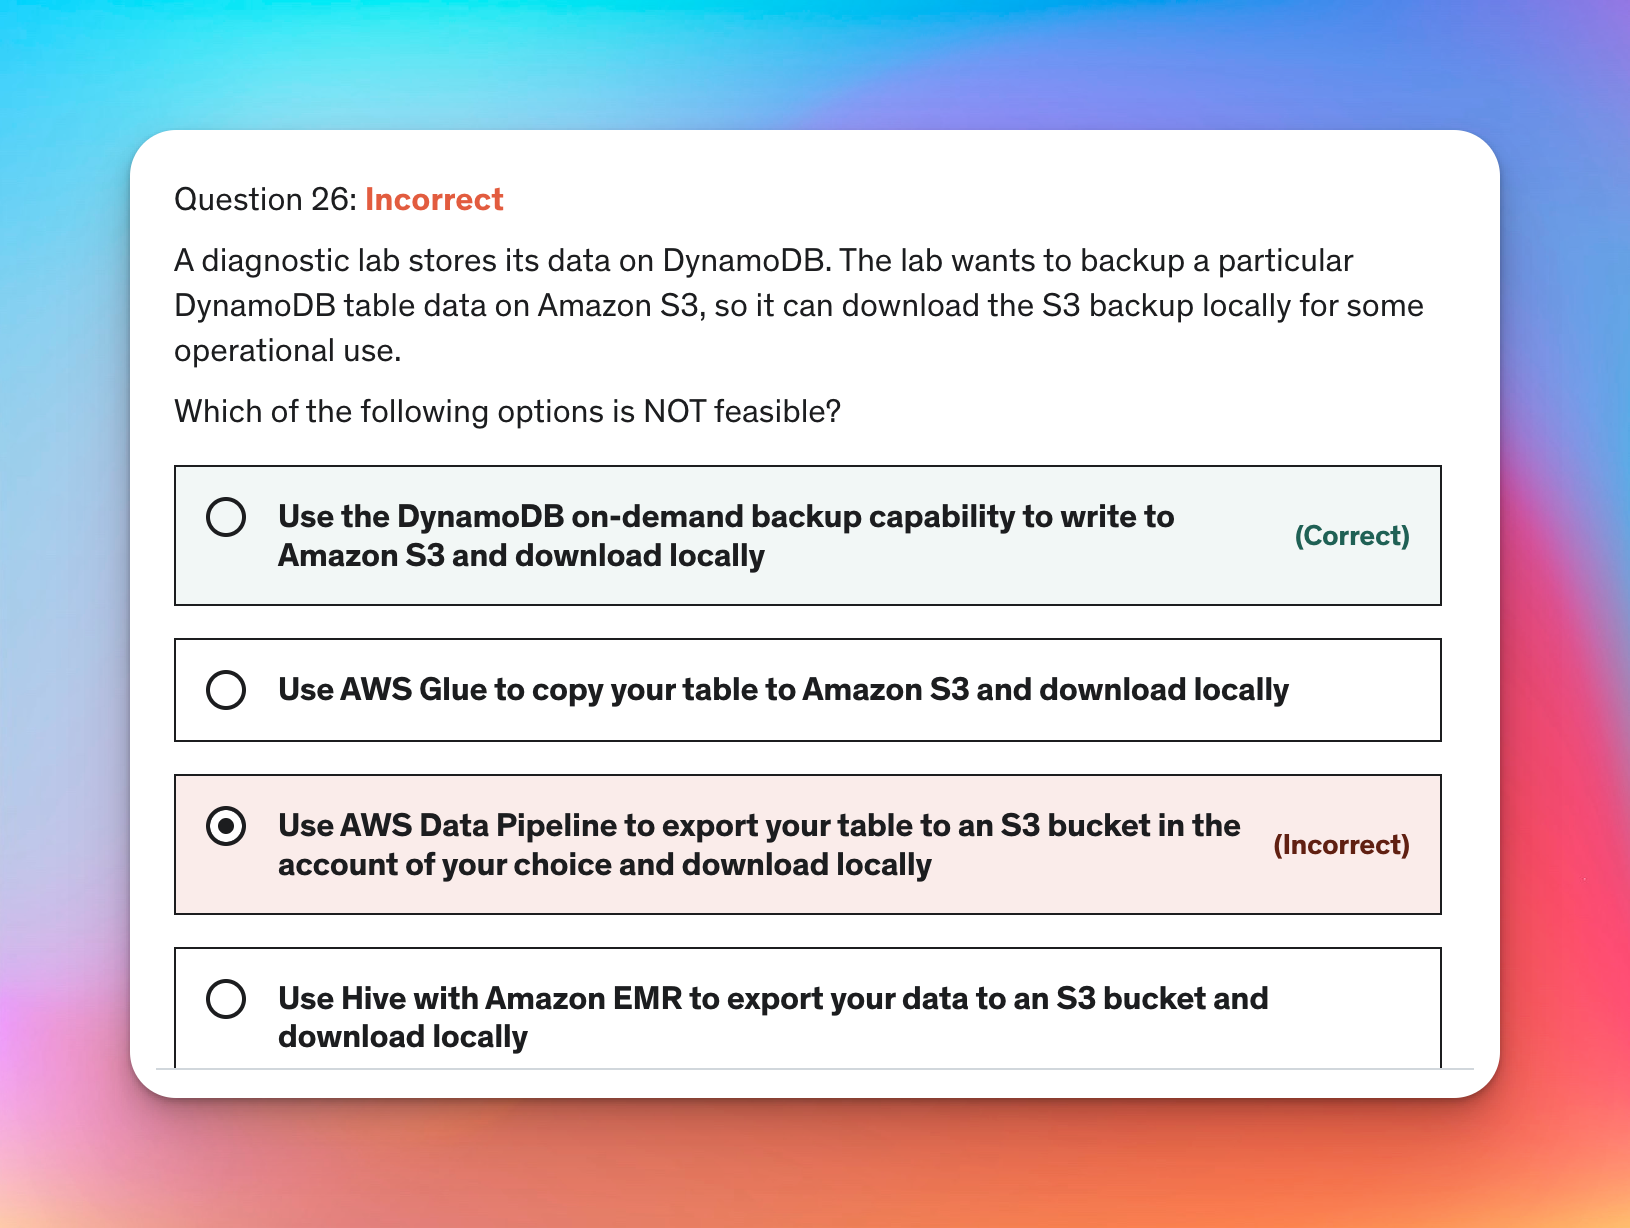 Question 26: Incorrect
A diagnostic lab stores its data on DynamoDB. The lab wants to backup a particular
DynamoDB table data on Amazon S3, so it can download the S3 backup locally for some
operational use.
Which of the following options is NOT feasible?
Use the DynamoDB on-demand backup capability to write to
Amazon S3 and download locally
(Correct)
Use AWS Glue to copy your table to Amazon S3 and download locally
Use AWS Data Pipeline to export your table to an S3 bucket in the
account of your choice and download locally
(Incorrect)
Use Hive with Amazon EMR to export your data to an S3 bucket and
download locally